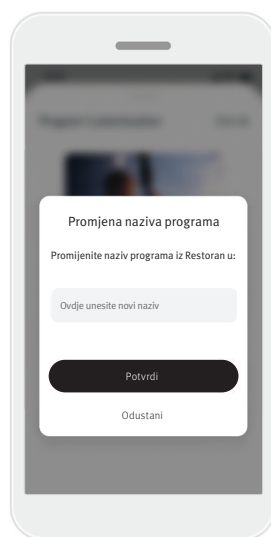 Promjena naziva programa
Promijenite naziv programa iz Restoran u:
Ovdje unesite novi naziv
Potvrdi
Odustani